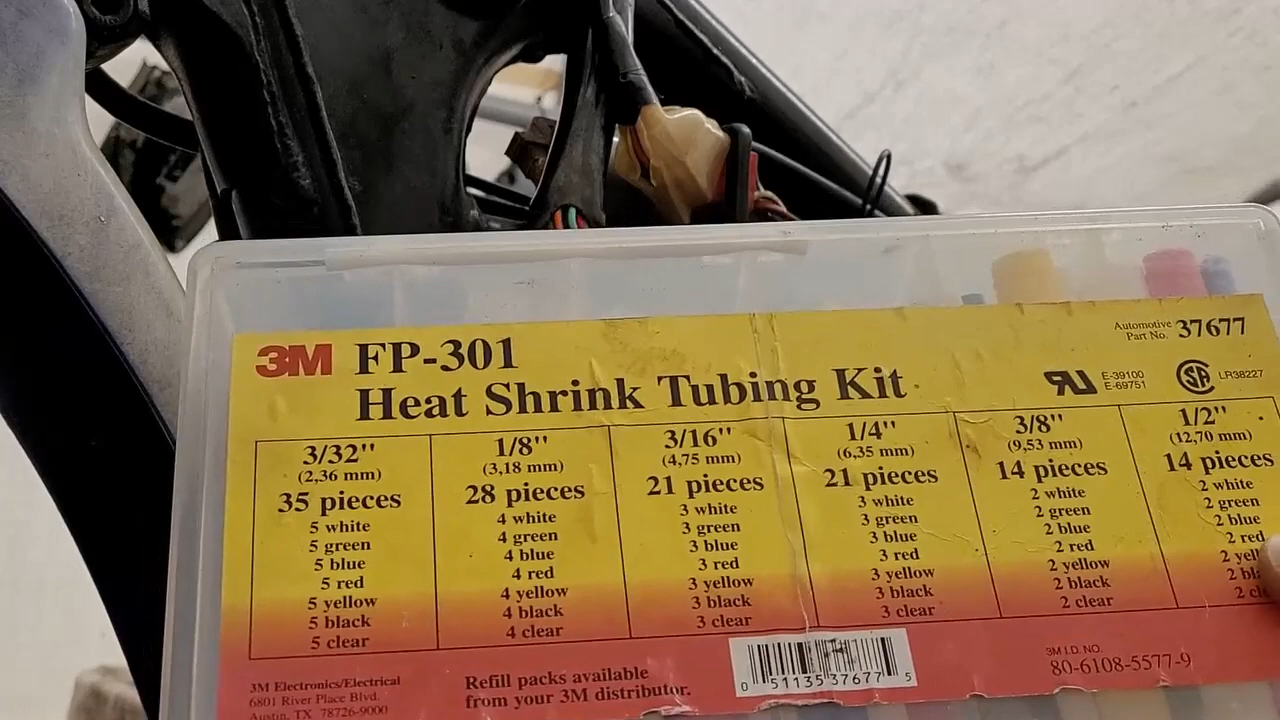 3M FP-301
Heat Shrink Tubing Kit
Automotive
Part No. 37677
E-39100
E-69751
LR38227
3/32"
(2,36 mm)
35 pieces
5 white
5 green
5 blue
5 red
5 yellow
5 black
5 clear
1/8"
(3,18 mm)
28 pieces
4 white
4 green
4 blue
4 red
4 yellow
4 black
4 clear
3/16"
(4,75 mm)
21 pieces
3 white
3 green
3 blue
3 red
3 yellow
3 black
3 clear
1/4"
(6,35 mm)
21 pieces
3 white
3 green
3 blue
3 red
3 yellow
3 black
3 clear
3/8"
(9,53 mm)
14 pieces
2 white
2 green
2 blue
2 red
2 yellow
2 black
2 clear
1/2"
(12,70 mm)
14 pieces
2 white
2 green
2 blue
2 red
2
2
2
3M Electronics/Electrical
6801 River Place Blvd.
Austin, TX 78726-9000
Refill packs available
from your 3M distributor.
0 51135 37677 5
3M I.D. NO.
80-6108-5577-9